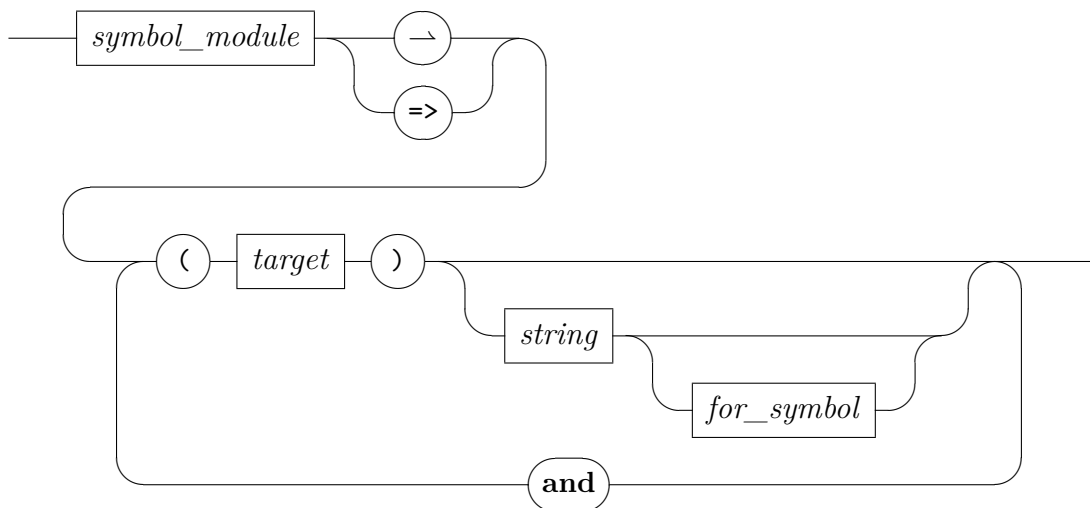 symbol_module ⇀
=>
( target )
string
for_symbol
and